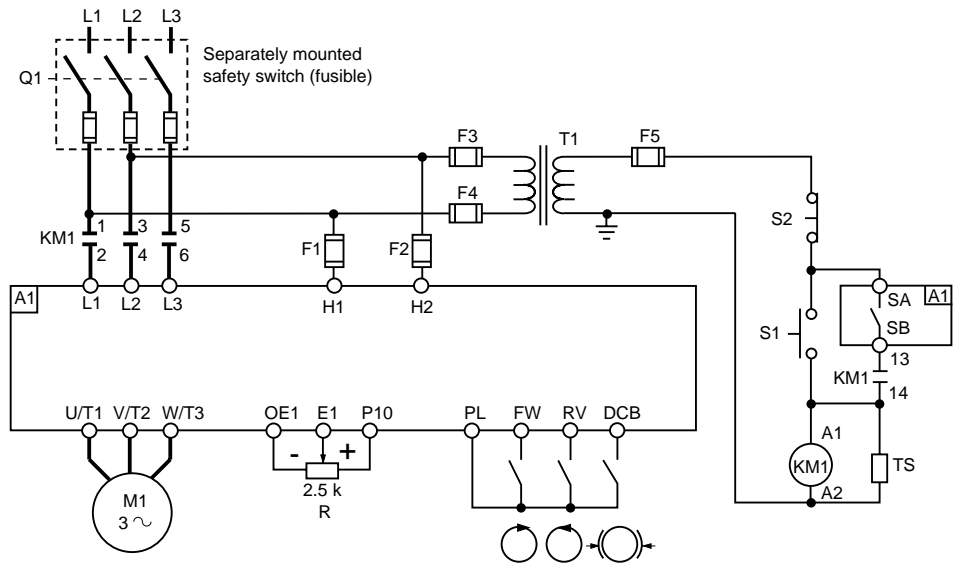 L1 L2 L3
Separately mounted
safety switch (fusible)
Q1
F3 T1 F5
F4
S2
1 3 5
KM1
2 4 6
F1 F2
A1 L1 L2 L3 H1 H2
SA A1
SB
S1
13
KM1
14
U/T1 V/T2 W/T3 OE1 E1 P10 PL FW RV DCB
- +
A1
KM1 TS
A2
2.5 k
R
M1
3 ~